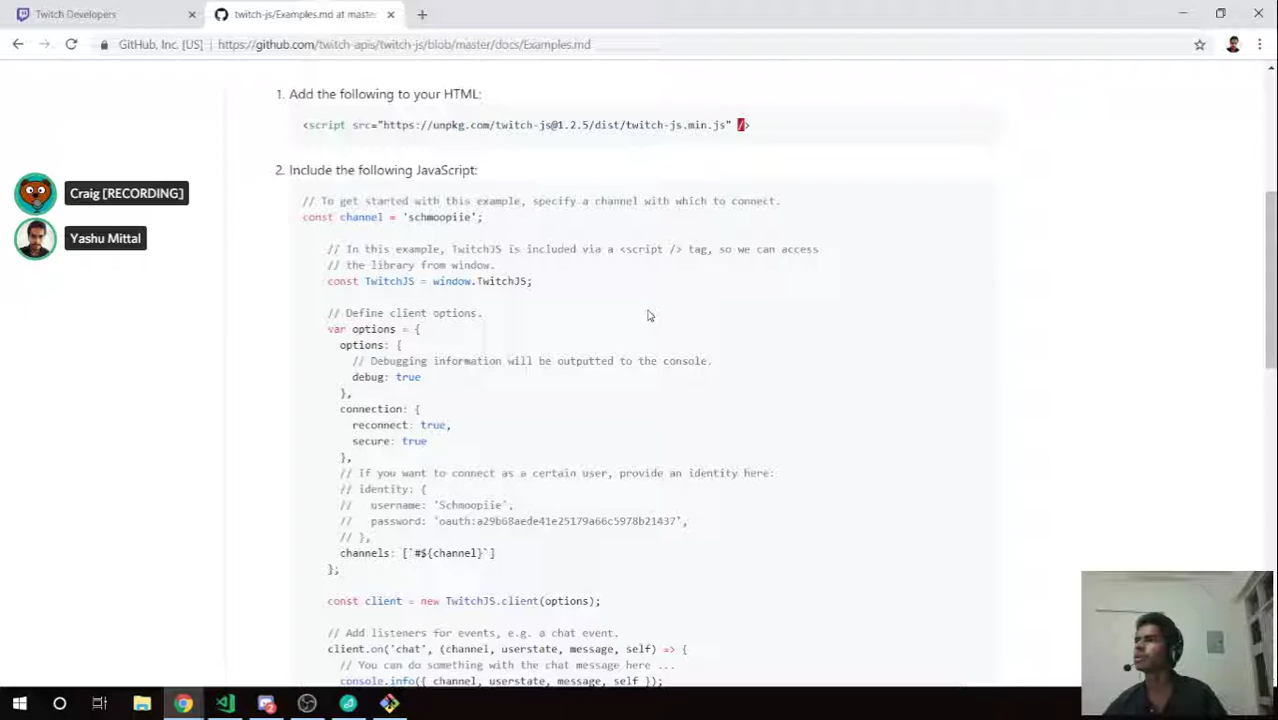 Twitch Developers
twitch-js/Examples.md at master
GitHub, Inc. [US]
https://github.com/twitch-apis/twitch-js/blob/master/docs/Examples.md
1. Add the following to your HTML:
<script src="https://unpkg.com/twitch-js@1.2.5/dist/twitch-js.min.js" />
2. Include the following JavaScript:
Craig [RECORDING]
Yashu Mittal
// To get started with this example, specify a channel with which to connect.
const channel = 'schmoopiie';
// In this example, TwitchJS is included via a <script /> tag, so we can access
// the library from window.
const TwitchJS = window.TwitchJS;
// Define client options.
var options = {
options: {
// Debugging information will be outputted to the console.
debug: true
},
connection: {
reconnect: true,
secure: true
},
// If you want to connect as a certain user, provide an identity here:
// identity: {
//   username: 'Schmoopiie',
//   password: 'oauth:a29b68aede41e25179a66c5978b21437',
// },
channels: [`#${channel}`]
};
const client = new TwitchJS.client(options);
// Add listeners for events, e.g. a chat event.
client.on('chat', (channel, userstate, message, self) => {
// You can do something with the chat message here ...
console.info({ channel, userstate, message, self });